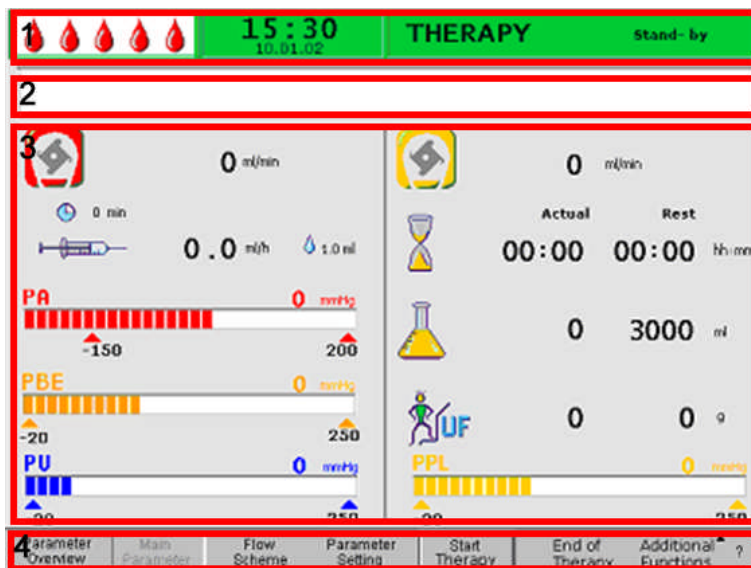 1
15:30
10.01.02
THERAPY
Stand-by
2
3
0 ml/min
0 min
0.0 ml/h
1.0 ml
PA 0 mmHg
-150 200
PBE 0 mmHg
-20 250
PV 0 mmHg
0 ml/min
Actual Rest
00:00 00:00 hh:mm
0 3000 ml
UF 0 0 g
PPL 0 mmHg
4
Parameter Overview
Main Parameter
Flow Scheme
Parameter Setting
Start Therapy
End of Therapy
Additional Functions
?